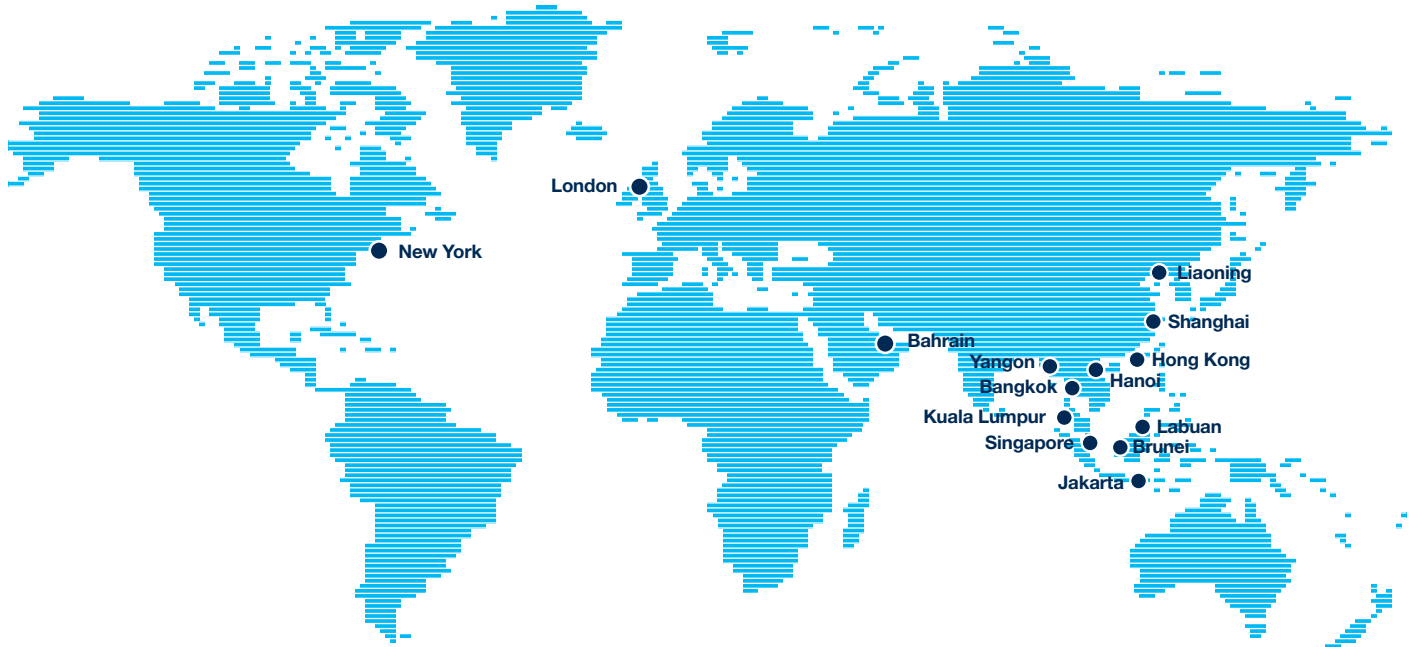 London
New York
Liaoning
Shanghai
Bahrain
Hong Kong
Yangon
Hanoi
Bangkok
Kuala Lumpur
Labuan
Singapore
Brunei
Jakarta